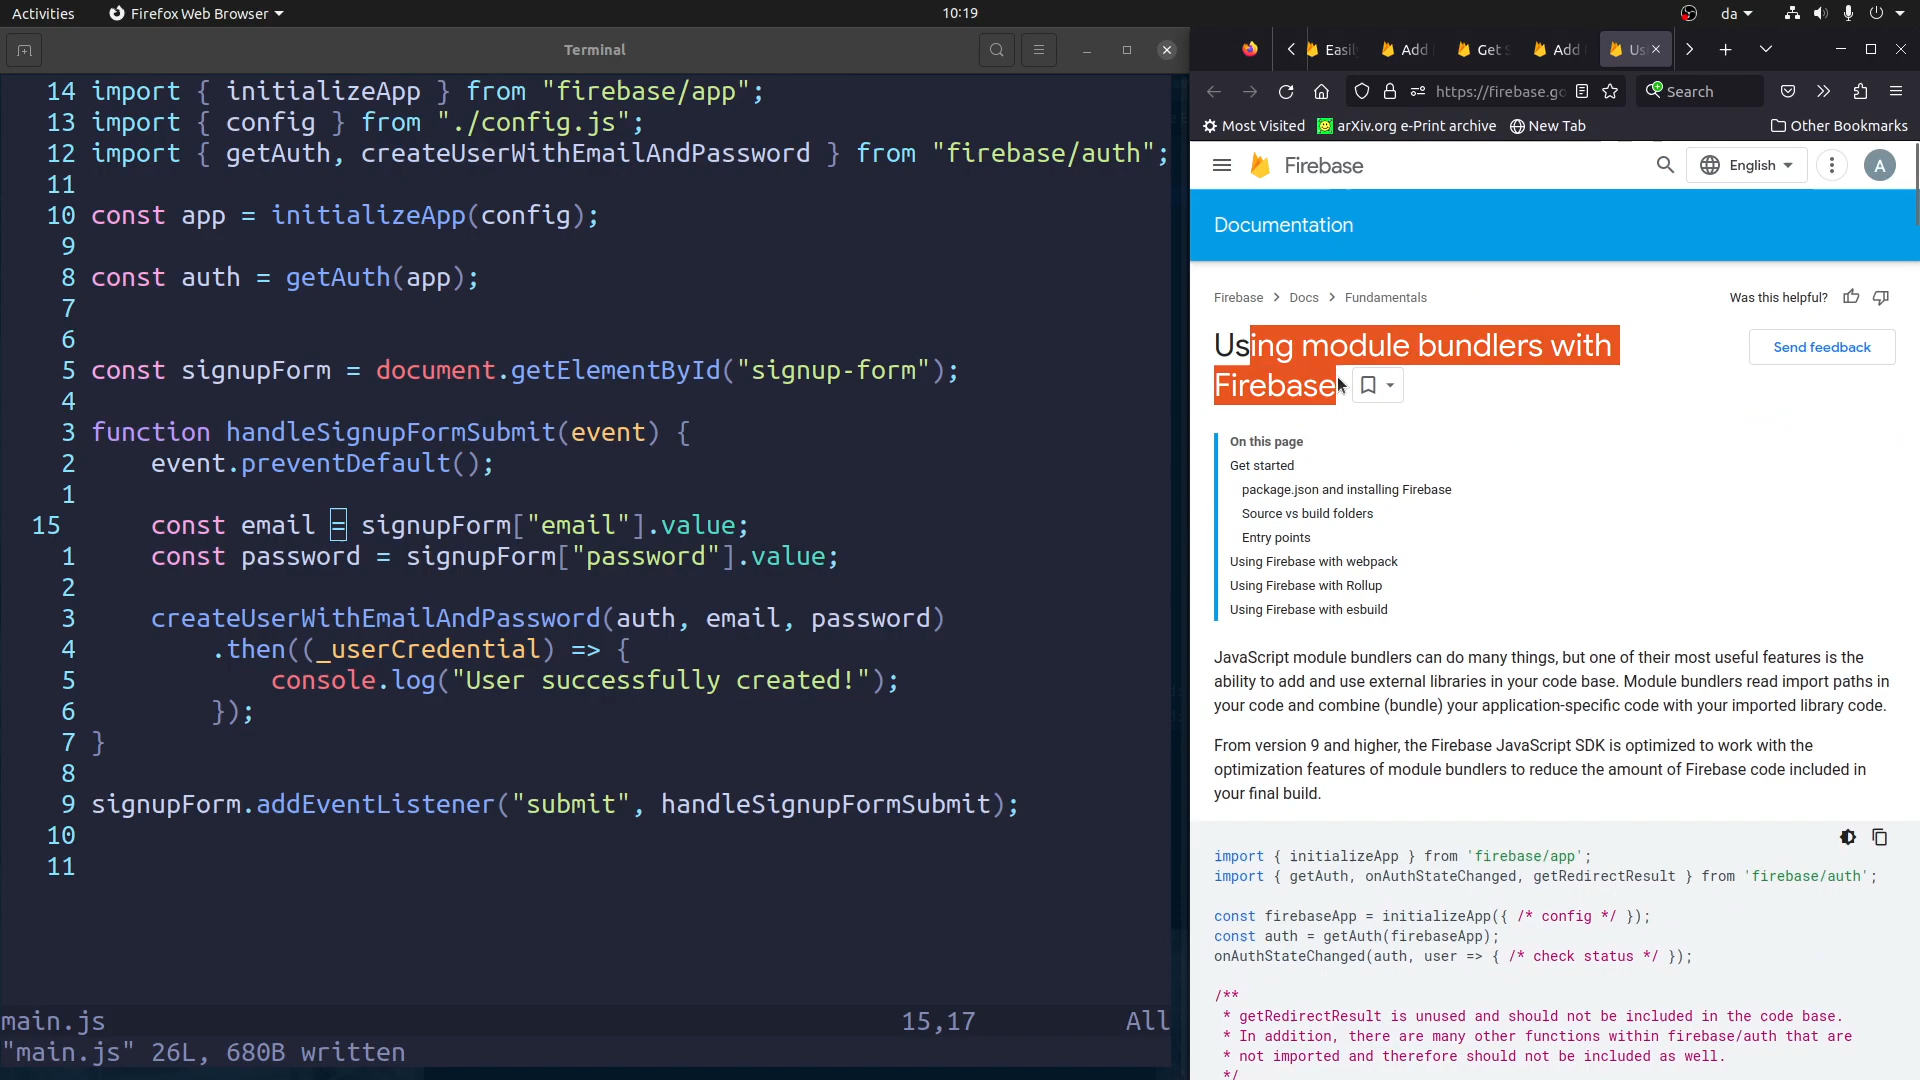 Activities
Firefox Web Browser
10:19
da
Terminal
14 import { initializeApp } from "firebase/app";
13 import { config } from "./config.js";
12 import { getAuth, createUserWithEmailAndPassword } from "firebase/auth";
11
10 const app = initializeApp(config);
9
8 const auth = getAuth(app);
7
6
5 const signupForm = document.getElementById("signup-form");
4
3 function handleSignupFormSubmit(event) {
2     event.preventDefault();
1
15     const email = signupForm["email"].value;
1     const password = signupForm["password"].value;
2
3     createUserWithEmailAndPassword(auth, email, password)
4         .then((_userCredential) => {
5             console.log("User successfully created!");
6         });
7 }
8
9 signupForm.addEventListener("submit", handleSignupFormSubmit);
10
11
main.js 15,17 All
"main.js" 26L, 680B written
Easily
Add
Get S
Add
Us
https://firebase.go
Search
Most Visited
arXiv.org e-Print archive
New Tab
Other Bookmarks
Firebase
English
A
Documentation
Firebase > Docs > Fundamentals
Was this helpful?
Using module bundlers with
Firebase
Send feedback
On this page
Get started
package.json and installing Firebase
Source vs build folders
Entry points
Using Firebase with webpack
Using Firebase with Rollup
Using Firebase with esbuild
JavaScript module bundlers can do many things, but one of their most useful features is the
ability to add and use external libraries in your code base. Module bundlers read import paths in
your code and combine (bundle) your application-specific code with your imported library code.
From version 9 and higher, the Firebase JavaScript SDK is optimized to work with the
optimization features of module bundlers to reduce the amount of Firebase code included in
your final build.
import { initializeApp } from 'firebase/app';
import { getAuth, onAuthStateChanged, getRedirectResult } from 'firebase/auth';
const firebaseApp = initializeApp({ /* config */ });
const auth = getAuth(firebaseApp);
onAuthStateChanged(auth, user => { /* check status */ });
/**
* getRedirectResult is unused and should not be included in the code base.
* In addition, there are many other functions within firebase/auth that are
* not imported and therefore should not be included as well.
*/